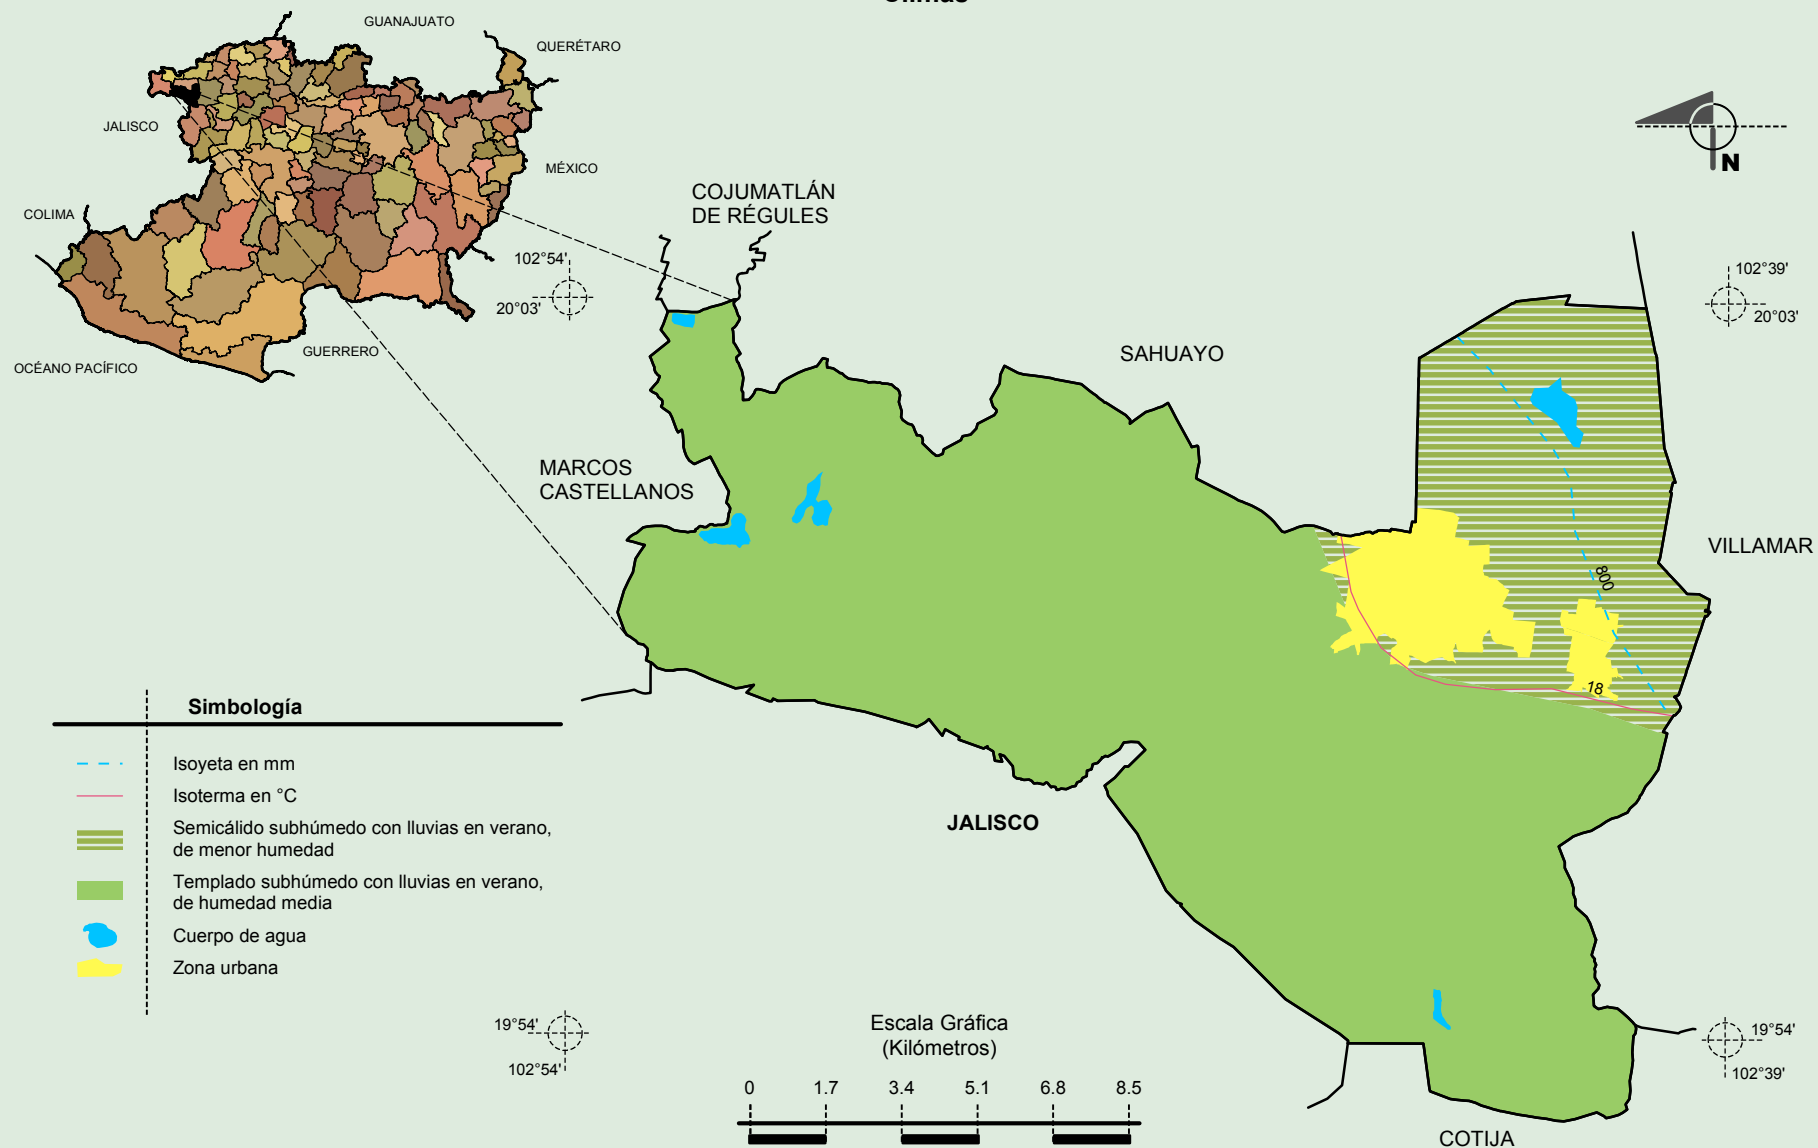 Climas
GUANAJUATO
QUERÉTARO
JALISCO
MÉXICO
COLIMA
GUERRERO
OCÉANO PACÍFICO
N
COJUMATLÁN
DE RÉGULES
102°54'
20°03'
102°39'
20°03'
SAHUAYO
MARCOS
CASTELLANOS
VILLAMAR
800
18
JALISCO
Simbología
Isoyeta en mm
Isoterma en °C
Semicálido subhúmedo con lluvias en verano,
de menor humedad
Templado subhúmedo con lluvias en verano,
de humedad media
Cuerpo de agua
Zona urbana
19°54'
102°54'
Escala Gráfica
(Kilómetros)
0 1.7 3.4 5.1 6.8 8.5
19°54'
102°39'
COTIJA